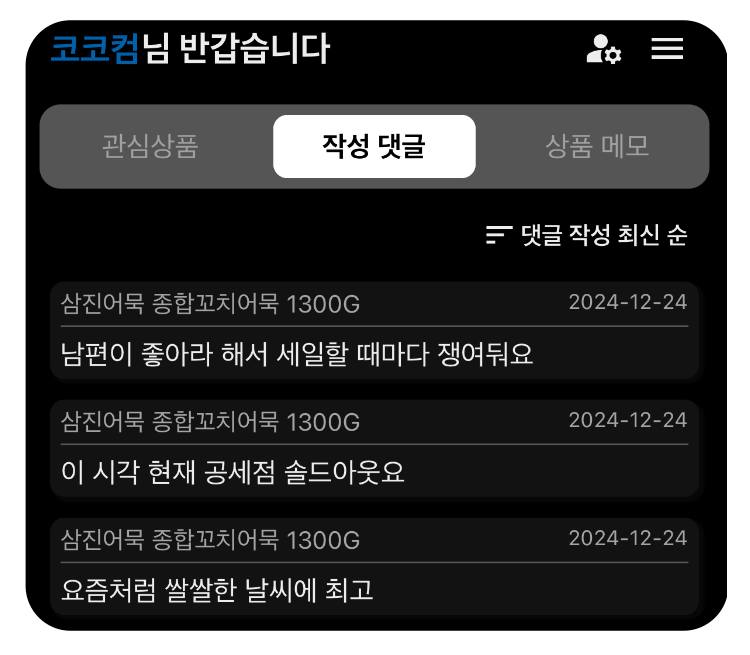 코코컴님 반갑습니다
관심상품 작성 댓글 상품 메모
댓글 작성 최신 순
삼진어묵 종합꼬치어묵 1300G 2024-12-24
남편이 좋아라 해서 세일할 때마다 쟁여둬요
삼진어묵 종합꼬치어묵 1300G 2024-12-24
이 시각 현재 공세점 솔드아웃요
삼진어묵 종합꼬치어묵 1300G 2024-12-24
요즘처럼 쌀쌀한 날씨에 최고